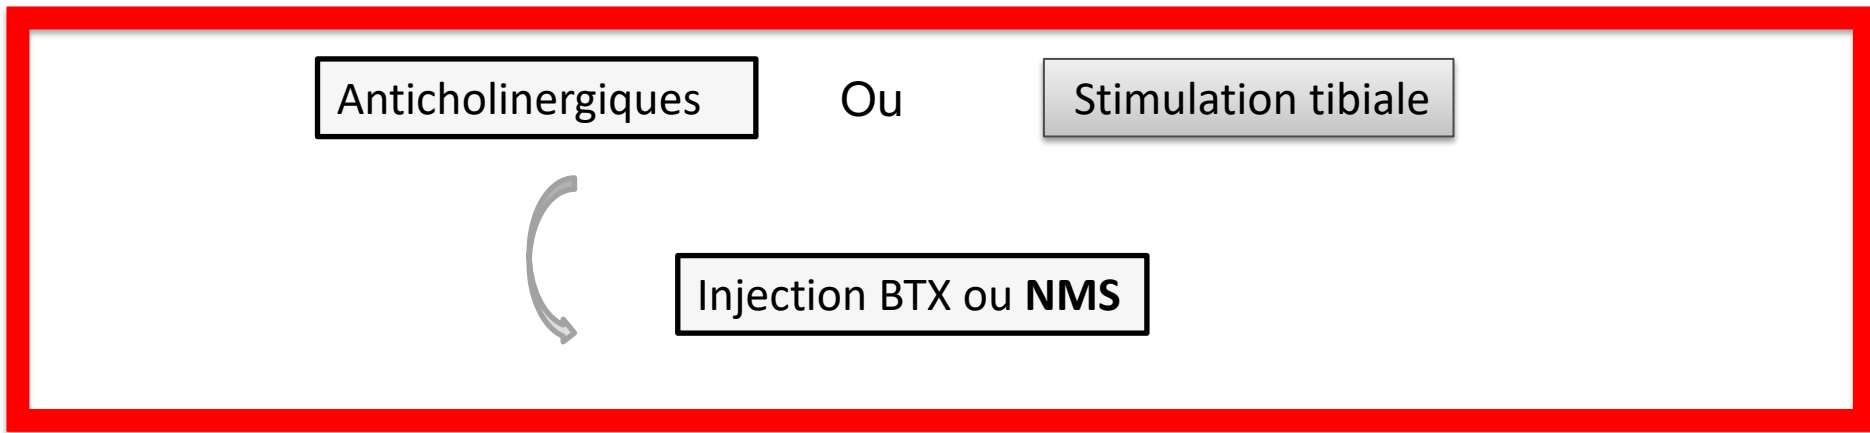 Anticholinergiques Ou Stimulation tibiale
Injection BTX ou NMS